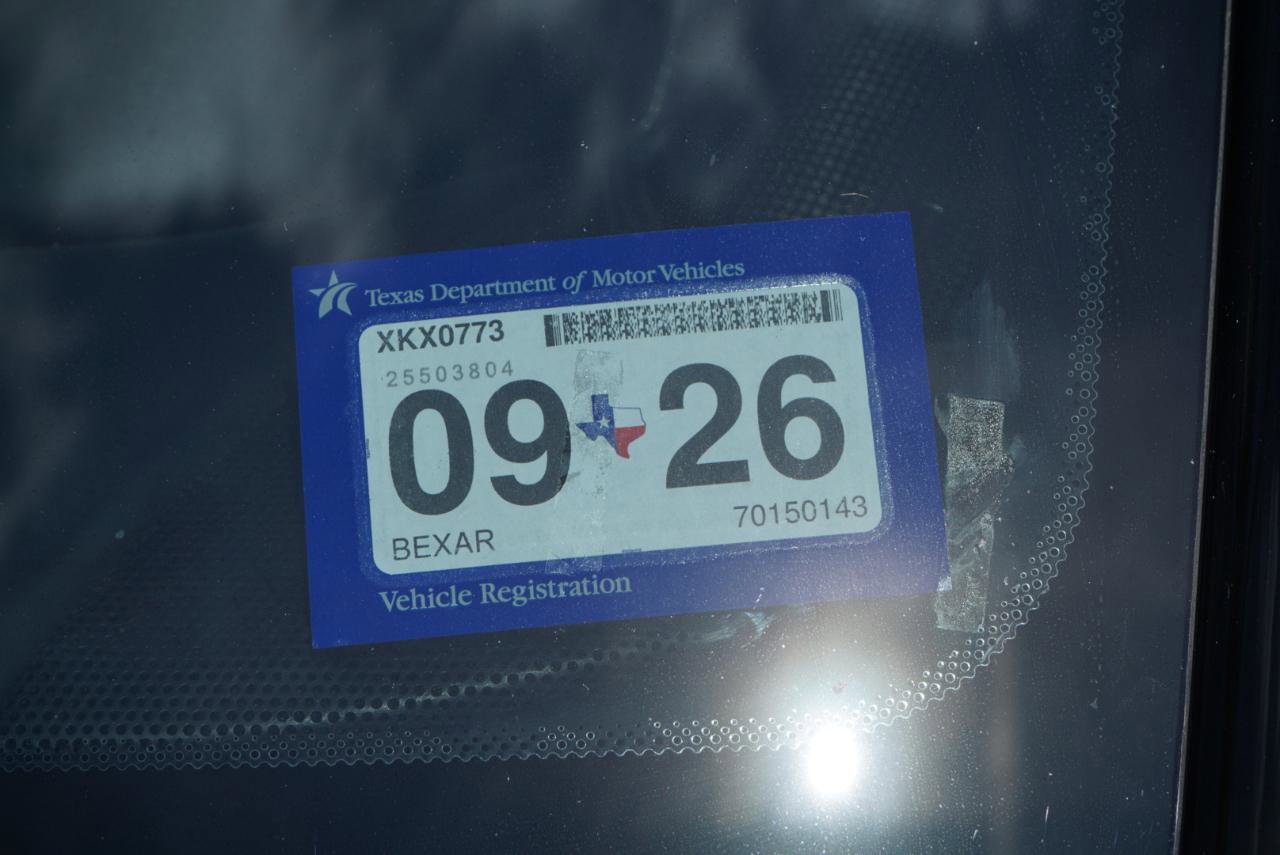 Texas Department of Motor Vehicles
XKX0773
25503804
09 26
BEXAR
70150143
Vehicle Registration